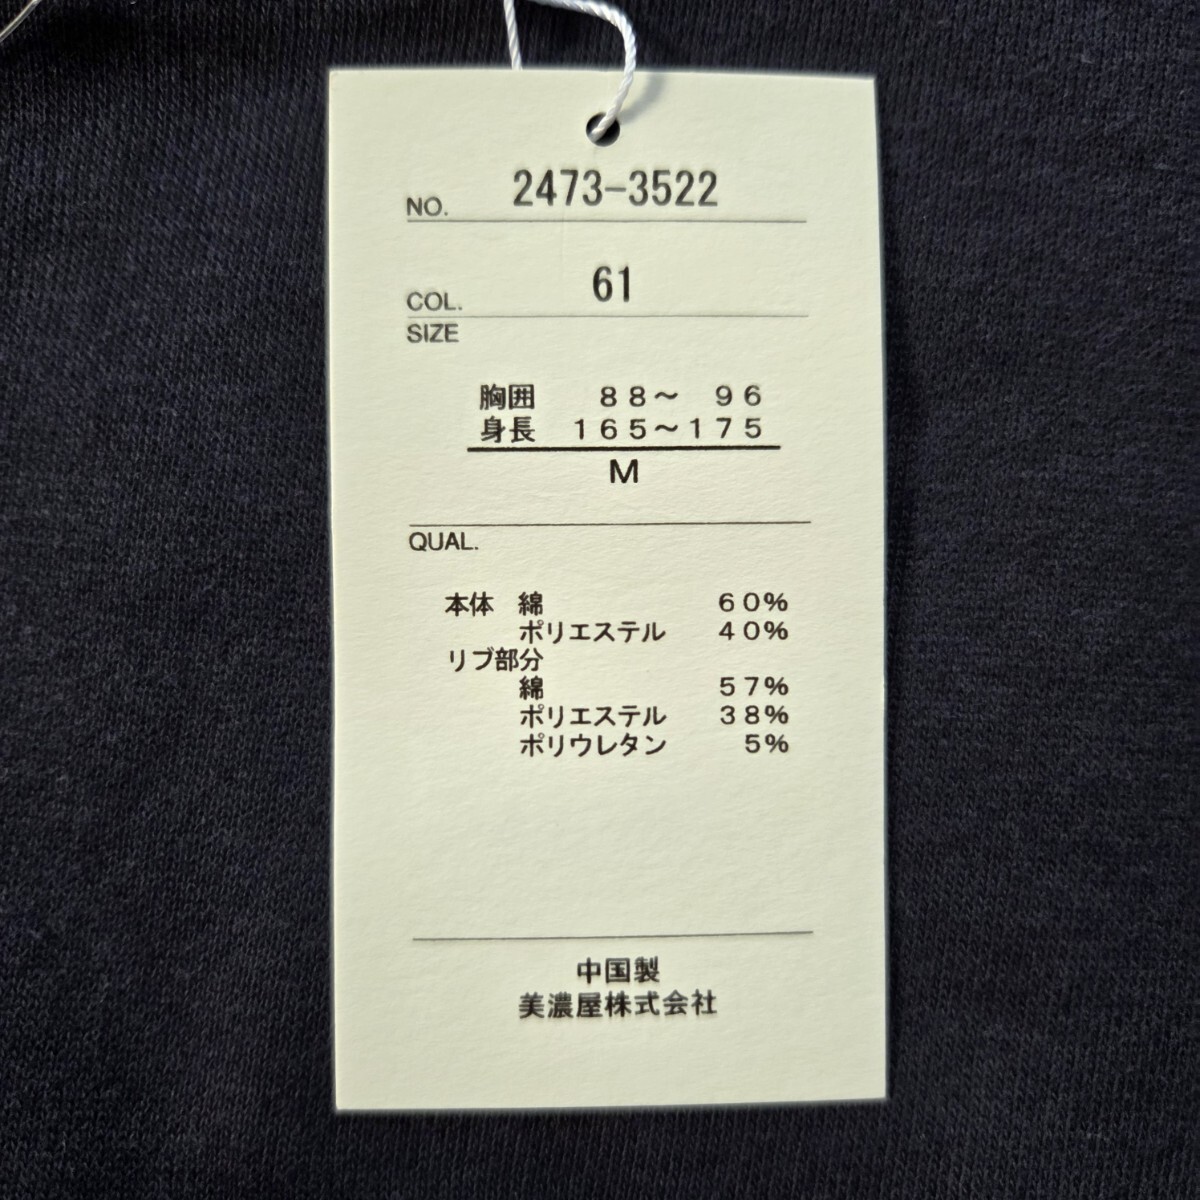 NO. 2473-3522
COL. 61
SIZE
胸囲 88～ 96
身長 165～175
M
QUAL.
本体 綿 60%
ポリエステル 40%
リブ部分
綿 57%
ポリエステル 38%
ポリウレタン 5%
中国製
美濃屋株式会社